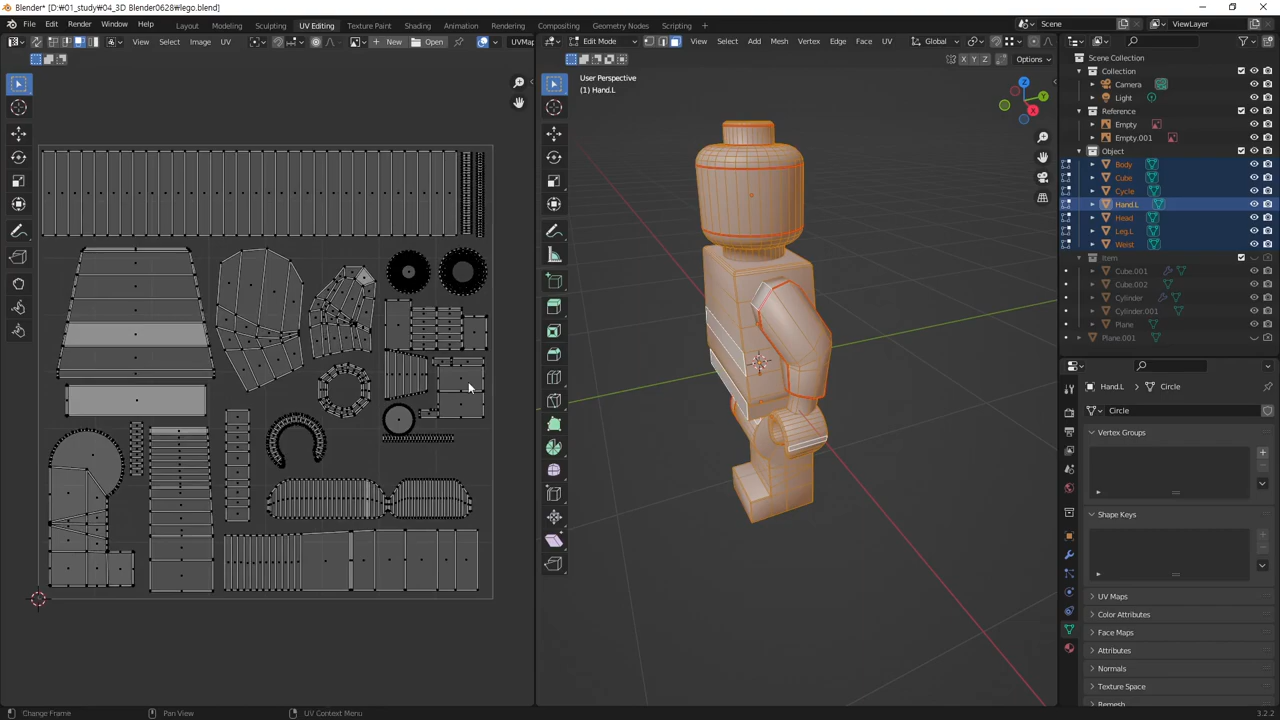 Blender* [D:₩01_study₩04_3D Blender0628₩lego.blend]
File Edit Render Window Help Layout Modeling Sculpting UV Editing Texture Paint Shading Animation Rendering Compositing Geometry Nodes Scripting + Scene ViewLayer
View Select Image UV New Open UVMap Edit Mode View Select Add Mesh Vertex Edge Face UV Global
X Y Z Options
User Perspective
(1) Hand.L
Z
Y
X
Scene Collection
Collection
Camera
Light
Reference
Empty
Empty.001
Object
Body
Cube
Cycle
Hand.L
Head
Leg.L
Weist
Item
Cube.001
Cube.002
Cylinder
Cylinder.001
Plane
Plane.001
Hand.L > Circle
Circle
Vertex Groups
Shape Keys
UV Maps
Color Attributes
Face Maps
Attributes
Normals
Texture Space
Remesh
Change Frame Pan View UV Context Menu 3.2.2